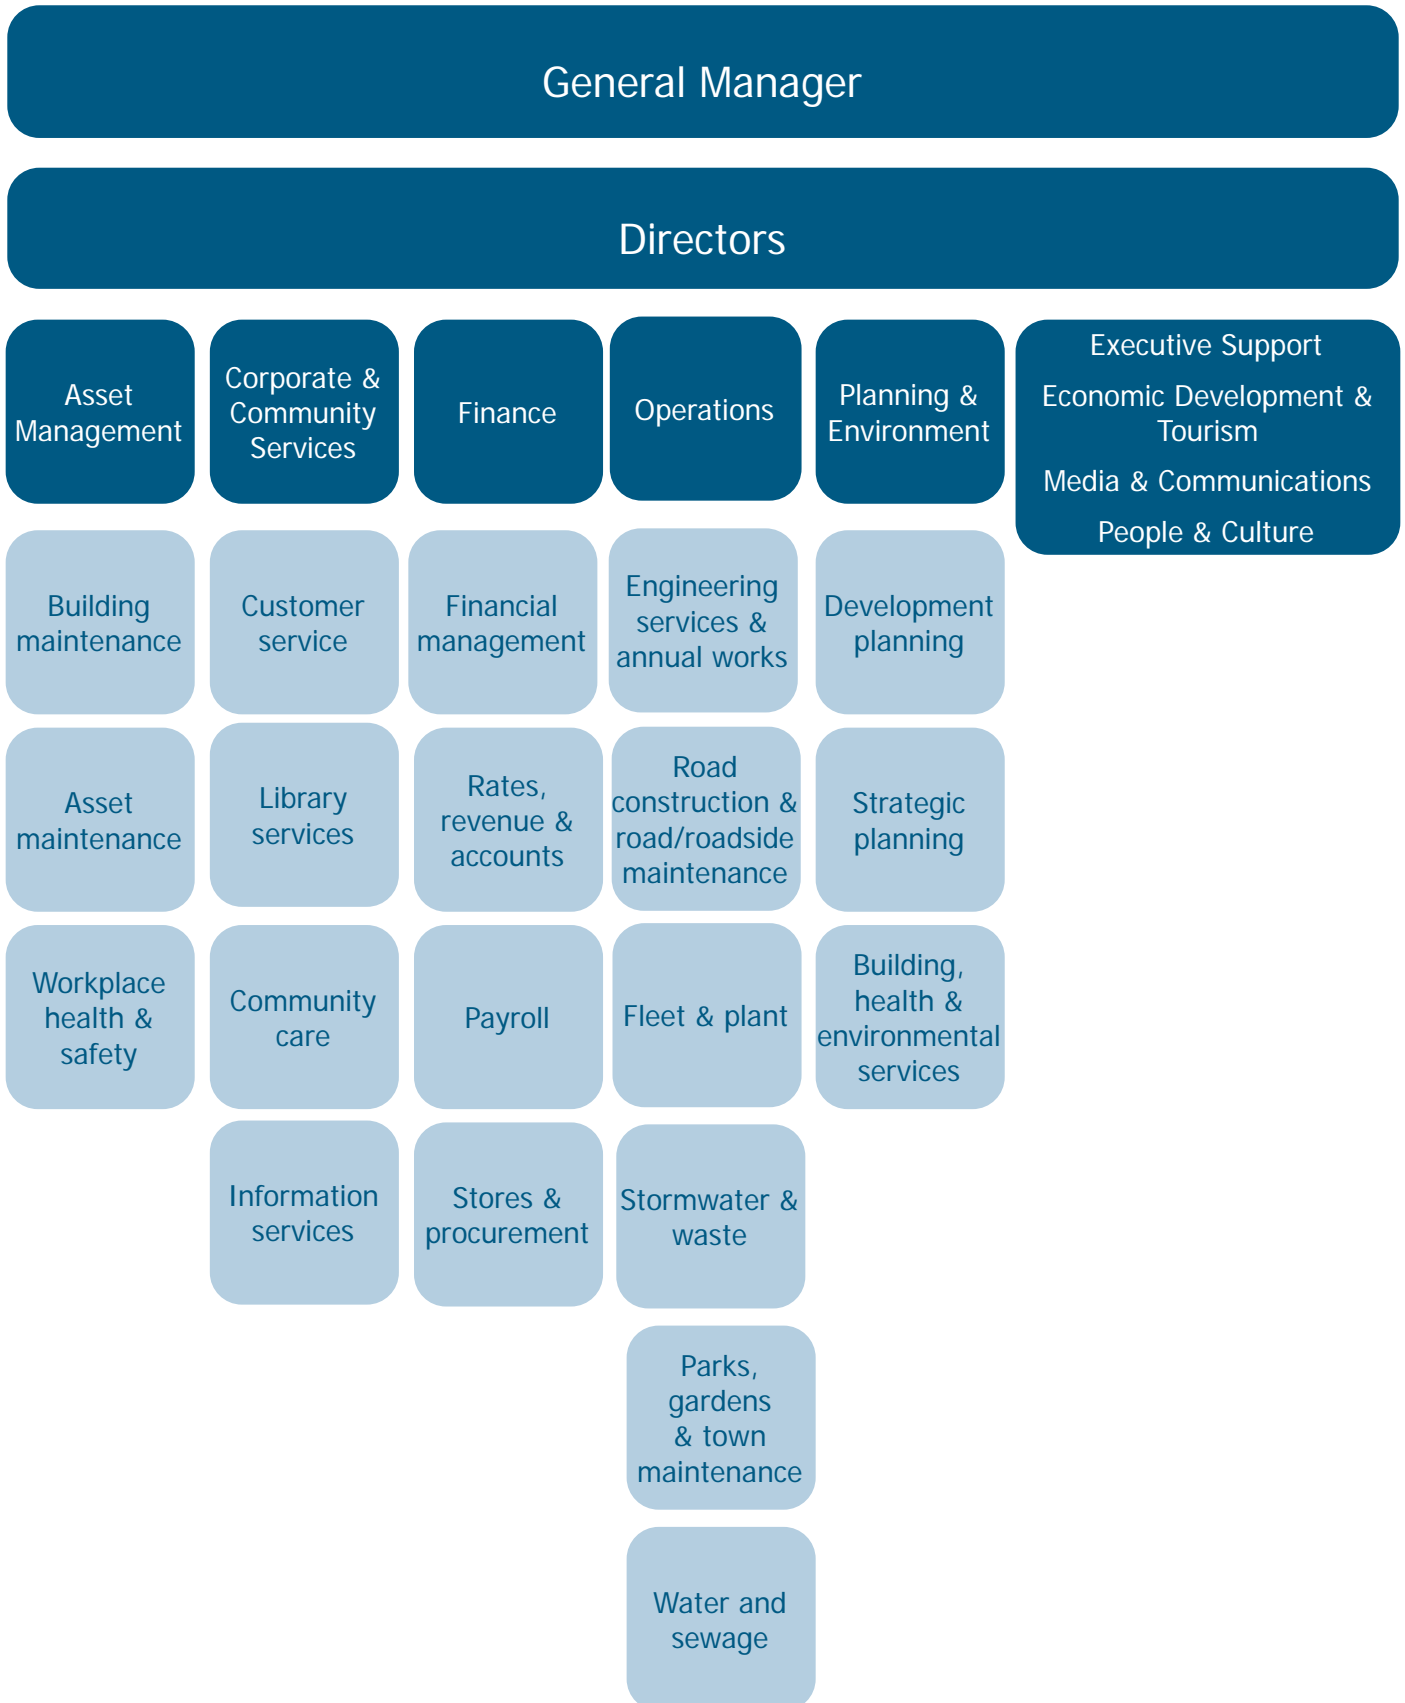 General Manager
Directors
Asset
Management
Corporate &
Community
Services
Finance
Operations
Planning &
Environment
Executive Support
Economic Development &
Tourism
Media & Communications
People & Culture
Building
maintenance
Customer
service
Financial
management
Engineering
services &
annual works
Development
planning
Asset
maintenance
Library
services
Rates,
revenue &
accounts
Road
construction &
road/roadside
maintenance
Strategic
planning
Workplace
health &
safety
Community
care
Payroll
Fleet & plant
Building,
health &
environmental
services
Information
services
Stores &
procurement
Stormwater &
waste
Parks,
gardens
& town
maintenance
Water and
sewage